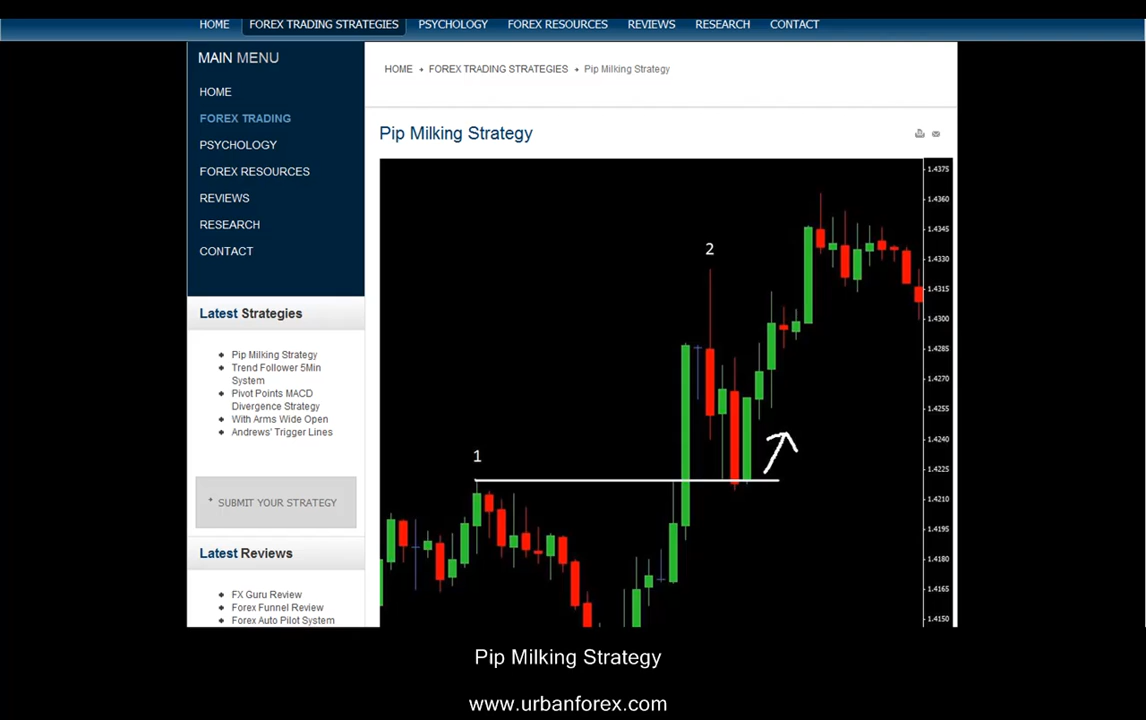 HOME FOREX TRADING STRATEGIES PSYCHOLOGY FOREX RESOURCES REVIEWS RESEARCH CONTACT
MAIN MENU
HOME
FOREX TRADING
PSYCHOLOGY
FOREX RESOURCES
REVIEWS
RESEARCH
CONTACT
Latest Strategies
Pip Milking Strategy
Trend Follower 5Min
System
Pivot Points MACD
Divergence Strategy
With Arms Wide Open
Andrews' Trigger Lines
SUBMIT YOUR STRATEGY
Latest Reviews
FX Guru Review
Forex Funnel Review
Forex Auto Pilot System
HOME FOREX TRADING STRATEGIES Pip Milking Strategy
Pip Milking Strategy
1
2
1.4375
1.4360
1.4345
1.4330
1.4315
1.4300
1.4285
1.4270
1.4255
1.4240
1.4225
1.4210
1.4195
1.4180
1.4165
1.4150
Pip Milking Strategy
www.urbanforex.com